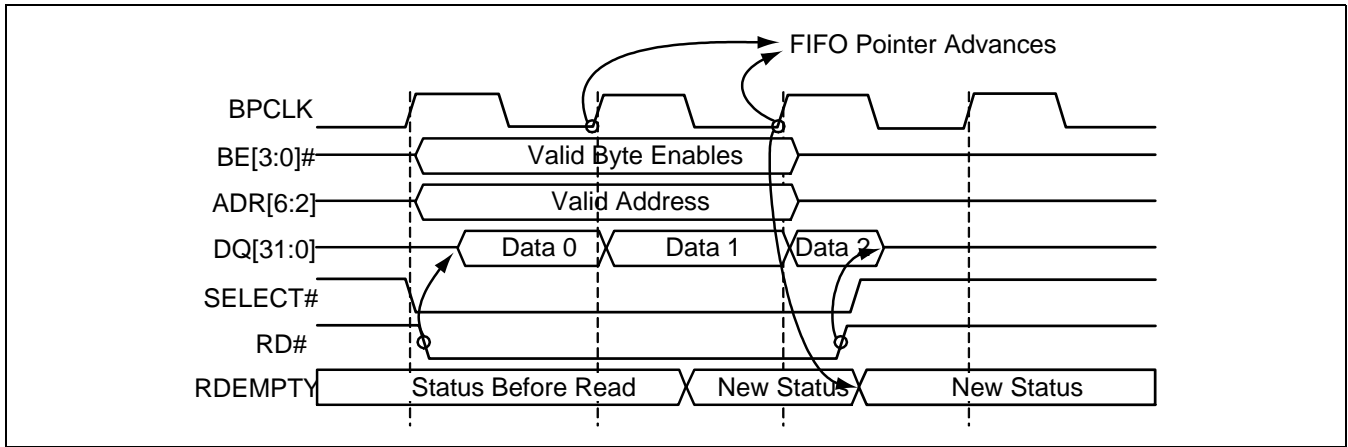 FIFO Pointer Advances
BPCLK
BE[3:0]# Valid Byte Enables
ADR[6:2] Valid Address
DQ[31:0] Data 0 Data 1 Data 2
SELECT#
RD#
RDEMPTY Status Before Read New Status New Status